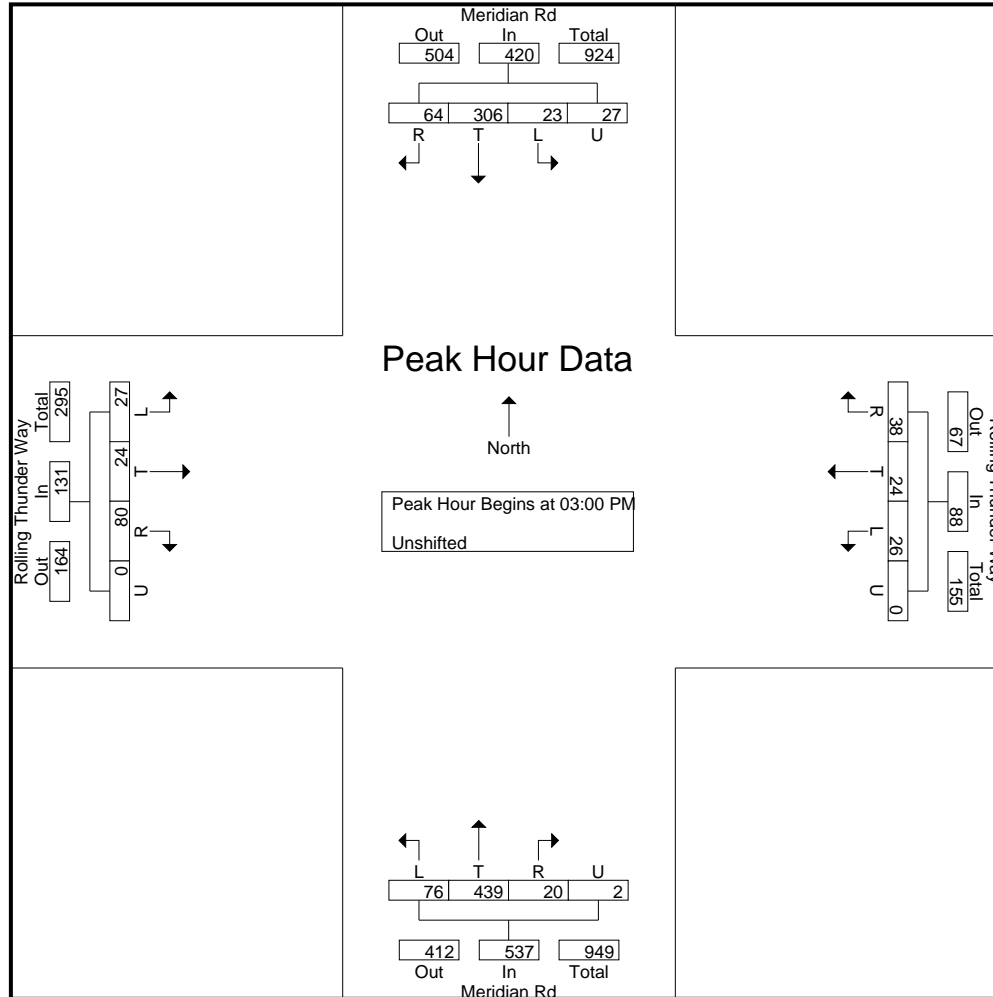 Meridian Rd
Out In Total
504 420 924
64 306 23 27
R T L U
Peak Hour Data
North
Peak Hour Begins at 03:00 PM
Unshifted
Rolling Thunder Way
Total In Out
295 131 164
27 24 80 0
L T R U
R T L U
38 24 26 0
Out In Total
67 88 155
Rolling Thunder Way
L T R U
76 439 20 2
412 537 949
Out In Total
Meridian Rd